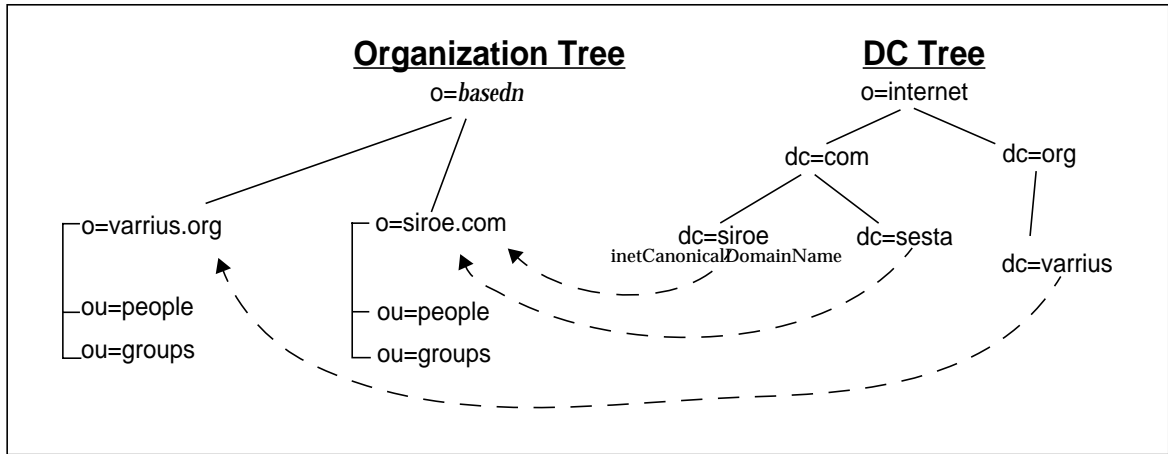 Organization Tree
DC Tree
o=basedn
o=internet
dc=com
dc=org
o=varrius.org
o=siroe.com
dc=siroe
dc=sesta
inetCanonicalDomainName
dc=varrius
ou=people
ou=people
ou=groups
ou=groups